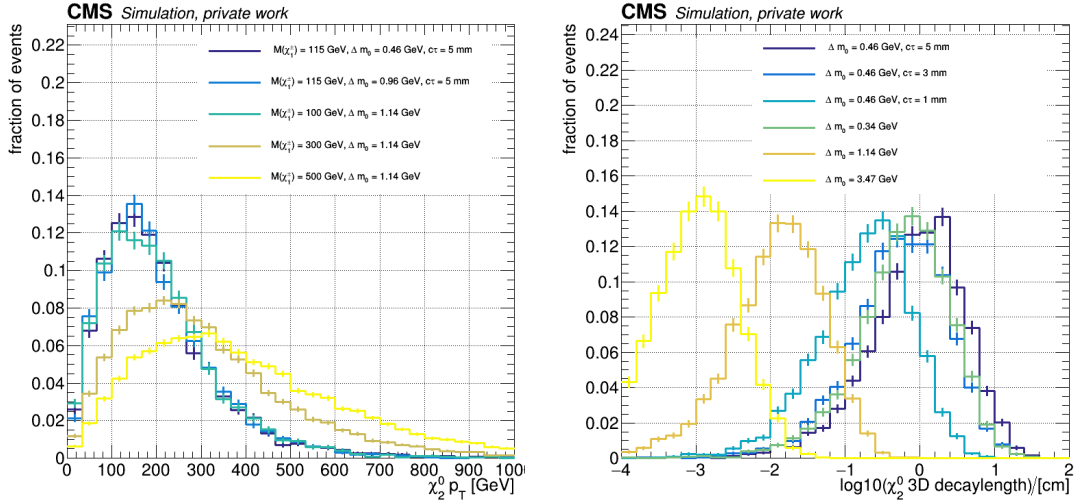 CMS Simulation, private work
fraction of events
0.22
0.2
0.18
0.16
0.14
0.12
0.1
0.08
0.06
0.04
0.02
0
M(χ₁±) = 115 GeV, Δ m₀ = 0.46 GeV, cτ = 5 mm
M(χ₁±) = 115 GeV, Δ m₀ = 0.96 GeV, cτ = 5 mm
M(χ₁±) = 100 GeV, Δ m₀ = 1.14 GeV
M(χ₁±) = 300 GeV, Δ m₀ = 1.14 GeV
M(χ₁±) = 500 GeV, Δ m₀ = 1.14 GeV
0 100 200 300 400 500 600 700 800 900 100
χ₂⁰ p_T [GeV]
CMS Simulation, private work
fraction of events
0.24
0.22
0.2
0.18
0.16
0.14
0.12
0.1
0.08
0.06
0.04
0.02
0
Δ m₀ = 0.46 GeV, cτ = 5 mm
Δ m₀ = 0.46 GeV, cτ = 3 mm
Δ m₀ = 0.46 GeV, cτ = 1 mm
Δ m₀ = 0.34 GeV
Δ m₀ = 1.14 GeV
Δ m₀ = 3.47 GeV
−4 −3 −2 −1 0 1 2
log10(χ₂⁰ 3D decaylength)/[cm]